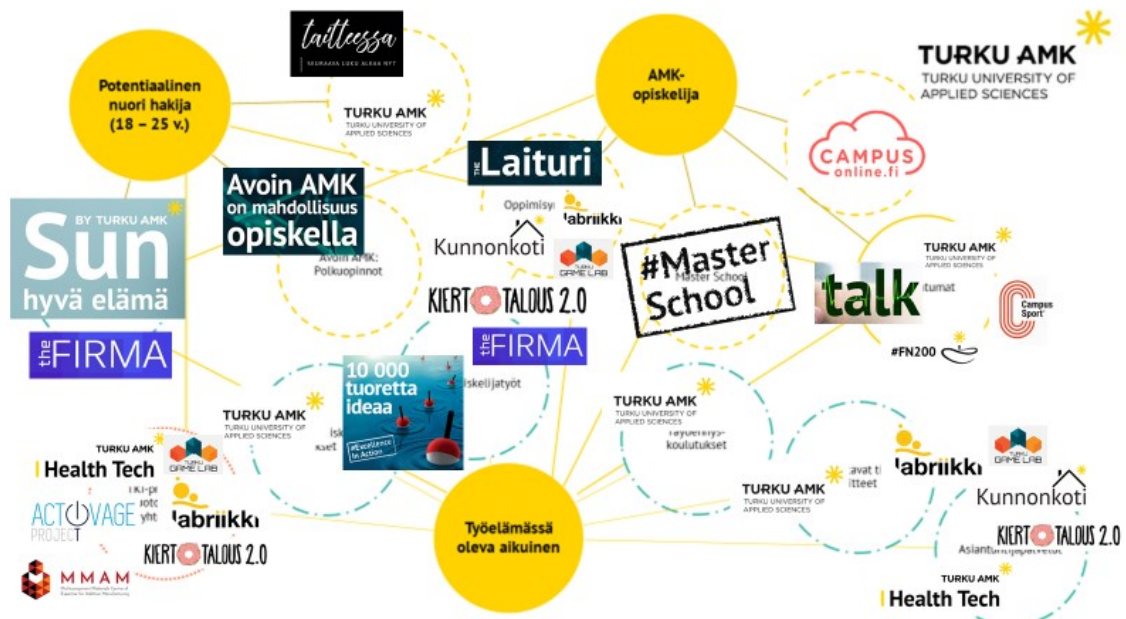 Potentiaalinen
nuori hakija
(18 – 25 v.)
taitteessa
SEURAAVA LUKU ALKAA NYT
TURKU AMK
TURKU UNIVERSITY OF
APPLIED SCIENCES
AMK-
opiskelija
TURKU AMK
TURKU UNIVERSITY OF
APPLIED SCIENCES
CAMPUS
online.fi
THE Laituri
Oppimisy
labriikki
Kunnonkoti
TURKU
GAME LAB
KIERTOTALOUS 2.0
the FIRMA
Avoin AMK
on mahdollisuus
opiskella
Avoin AMK:
Polkuopinnot
BY TURKU AMK
Sun
hyvä elämä
the FIRMA
#Master
School
Master School
talk
TURKU AMK
TURKU UNIVERSITY OF
APPLIED SCIENCES
tumat
#FN200
Campus
Sport
10 000
tuoretta
ideaa
#Excellence
In Action
iskelijatyöt
TURKU AMK
TURKU UNIVERSITY OF
APPLIED SCIENCES
TURKU AMK
TURKU UNIVERSITY OF
APPLIED SCIENCES
koulutukset
TURKU AMK
Health Tech
TURKU
GAME LAB
ACTIVAGE
PROJECT
labriikki
KIERTOTALOUS 2.0
MMAM
Työelämässä
oleva aikuinen
TURKU AMK
TURKU UNIVERSITY OF
APPLIED SCIENCES
labriikki
TURKU
GAME LAB
Kunnonkoti
KIERTOTALOUS 2.0
Asiantuntijapalvelut
TURKU AMK
Health Tech